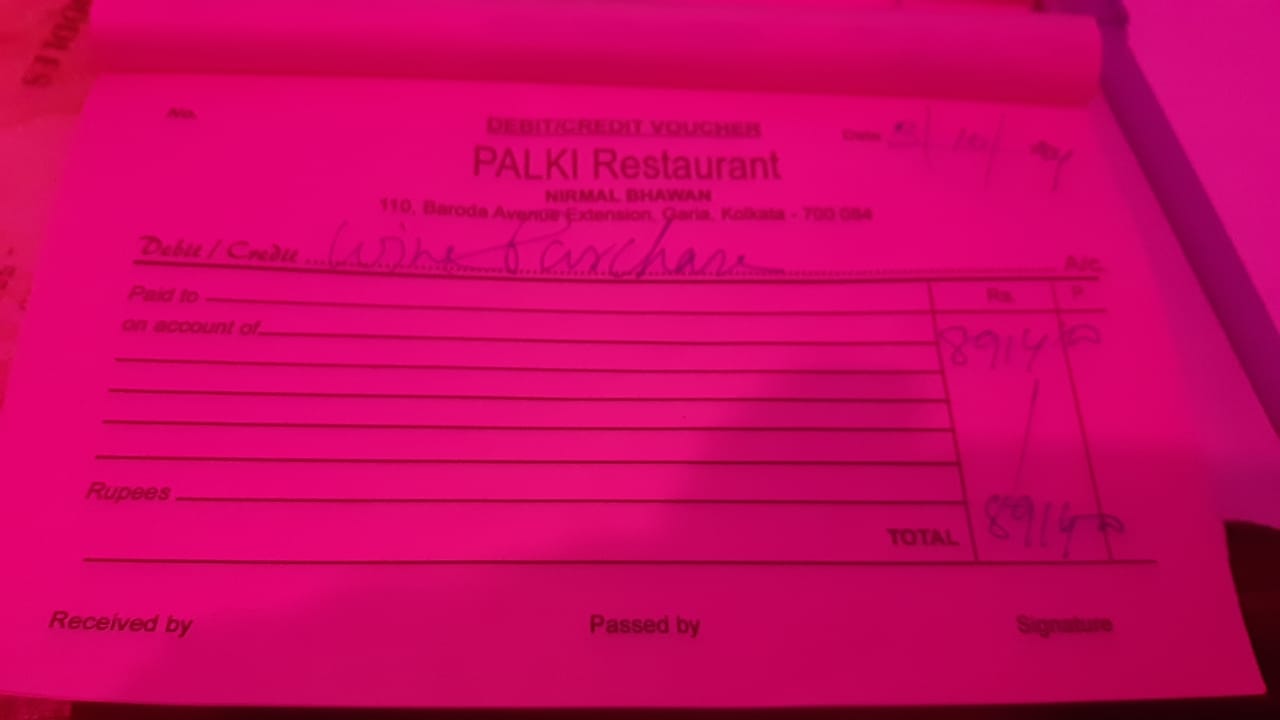 No.
DEBIT/CREDIT VOUCHER
Date 3/10/
PALKI Restaurant
NIRMAL BHAWAN
110, Baroda Avenue Extension, Garia, Kolkata - 700 084
Debit / Credit Wine Purchase A/c.
Paid to Rs. P.
on account of 8914 00
Rupees
TOTAL 8914 00
Received by Passed by Signature